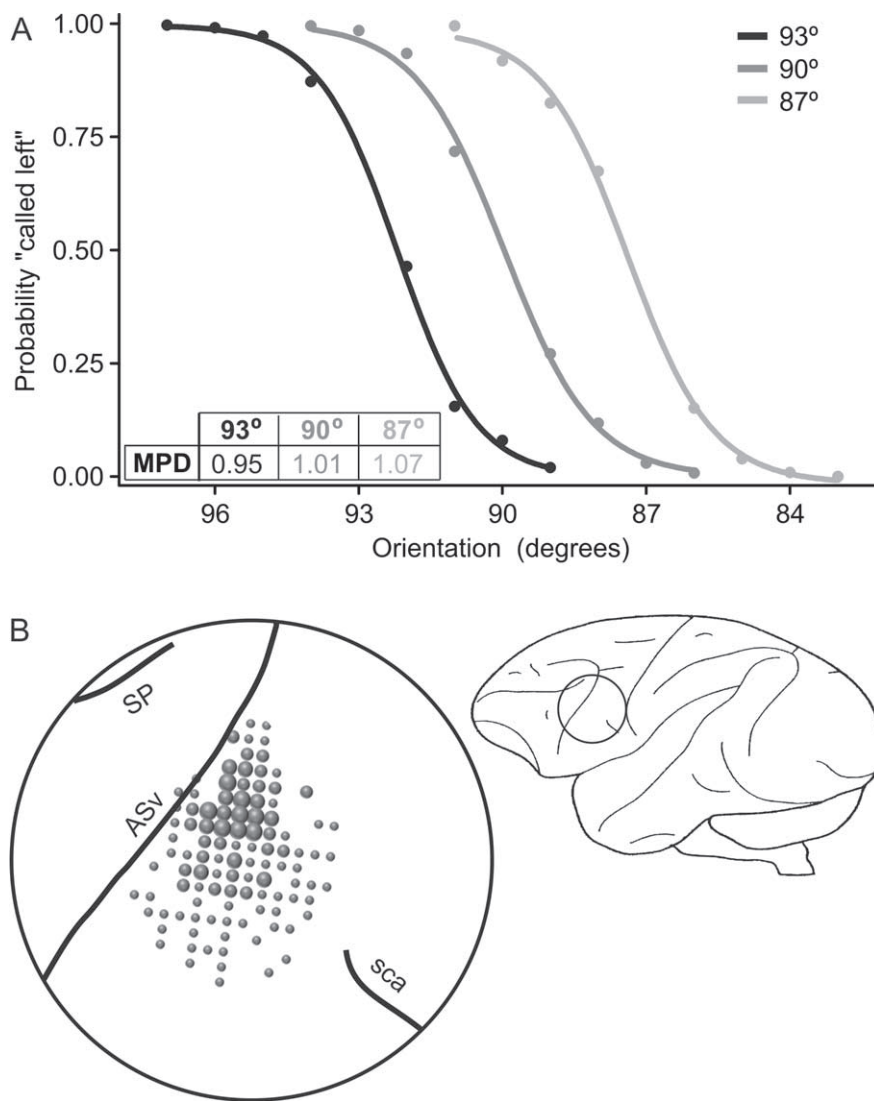 A
1.00
0.75
0.50
0.25
0.00
Probability "called left"
93º
90º
87º
93º 90º 87º
MPD 0.95 1.01 1.07
96 93 90 87 84
Orientation (degrees)
B
SP
ASv
sca